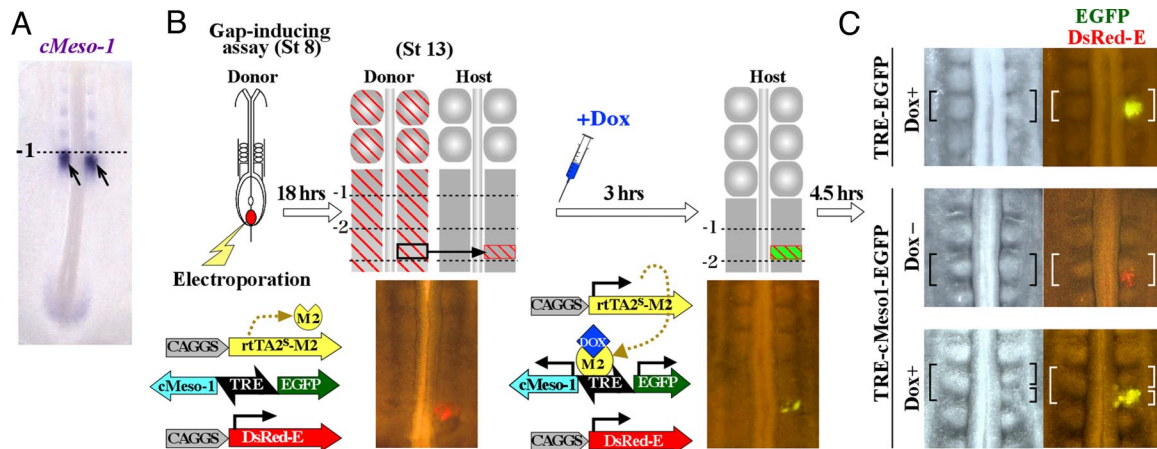 A
cMeso-1
-1
B
Gap-inducing
assay (St 8)
Donor
Electroporation
18 hrs
(St 13)
Donor Host
-1
-2
+Dox
3 hrs
Host
-1
-2
4.5 hrs
M2
CAGGS rtTA2ˢ-M2
cMeso-1 TRE EGFP
CAGGS DsRed-E
CAGGS rtTA2ˢ-M2
DOX
M2
cMeso-1 TRE EGFP
CAGGS DsRed-E
C
EGFP
DsRed-E
TRE-EGFP
Dox+
TRE-cMeso1-EGFP
Dox−
Dox+